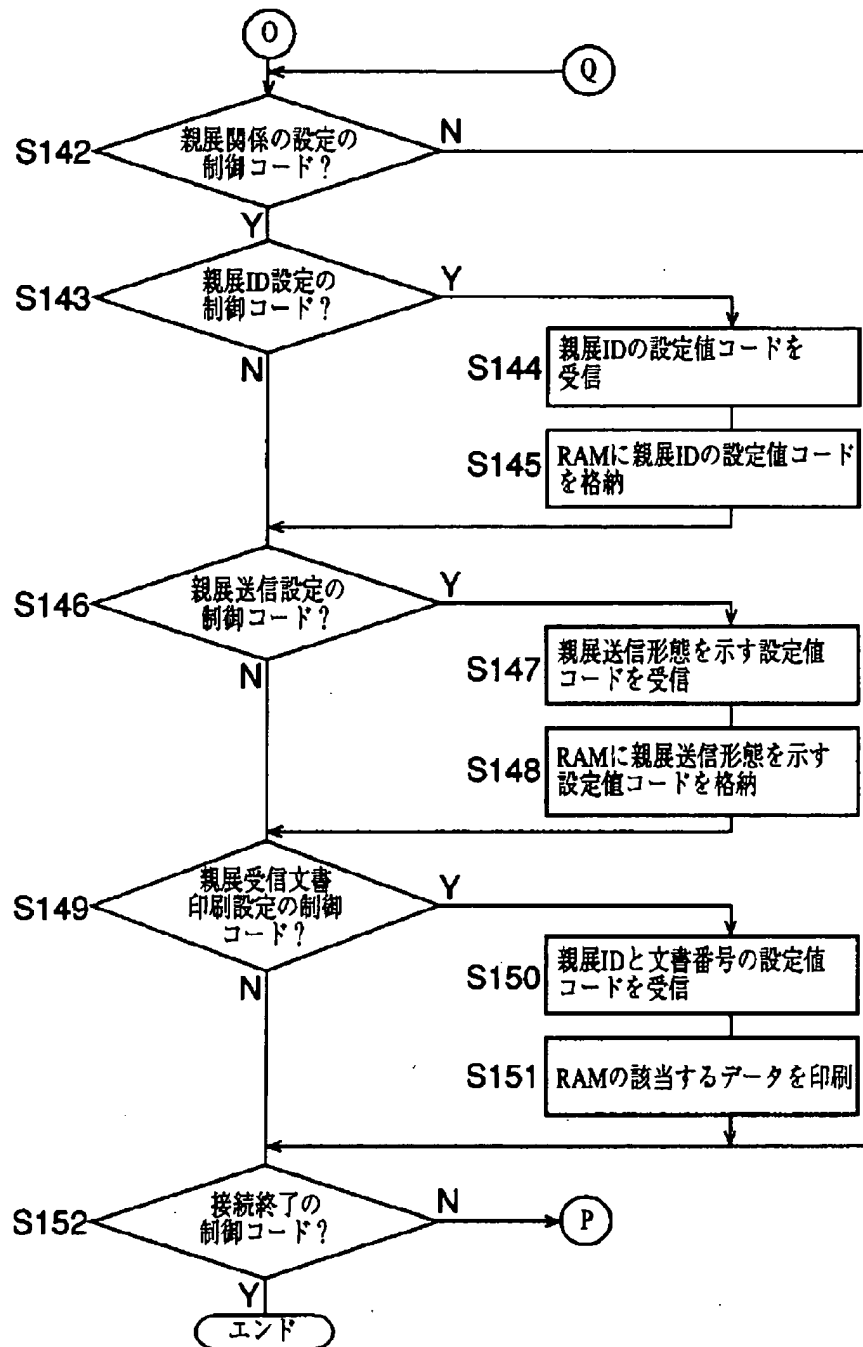 O
Q
S142
親展関係の設定の
制御コード?
N
Y
S143
親展ID設定の
制御コード?
Y
N
S144
親展IDの設定値コードを
受信
S145
RAMに親展IDの設定値コード
を格納
S146
親展送信設定の
制御コード?
Y
N
S147
親展送信形態を示す設定値
コードを受信
S148
RAMに親展送信形態を示す
設定値コードを格納
S149
親展受信文書
印刷設定の制御
コード?
Y
N
S150
親展IDと文書番号の設定値
コードを受信
S151
RAMの該当するデータを印刷
S152
接続終了の
制御コード?
N
P
Y
エンド